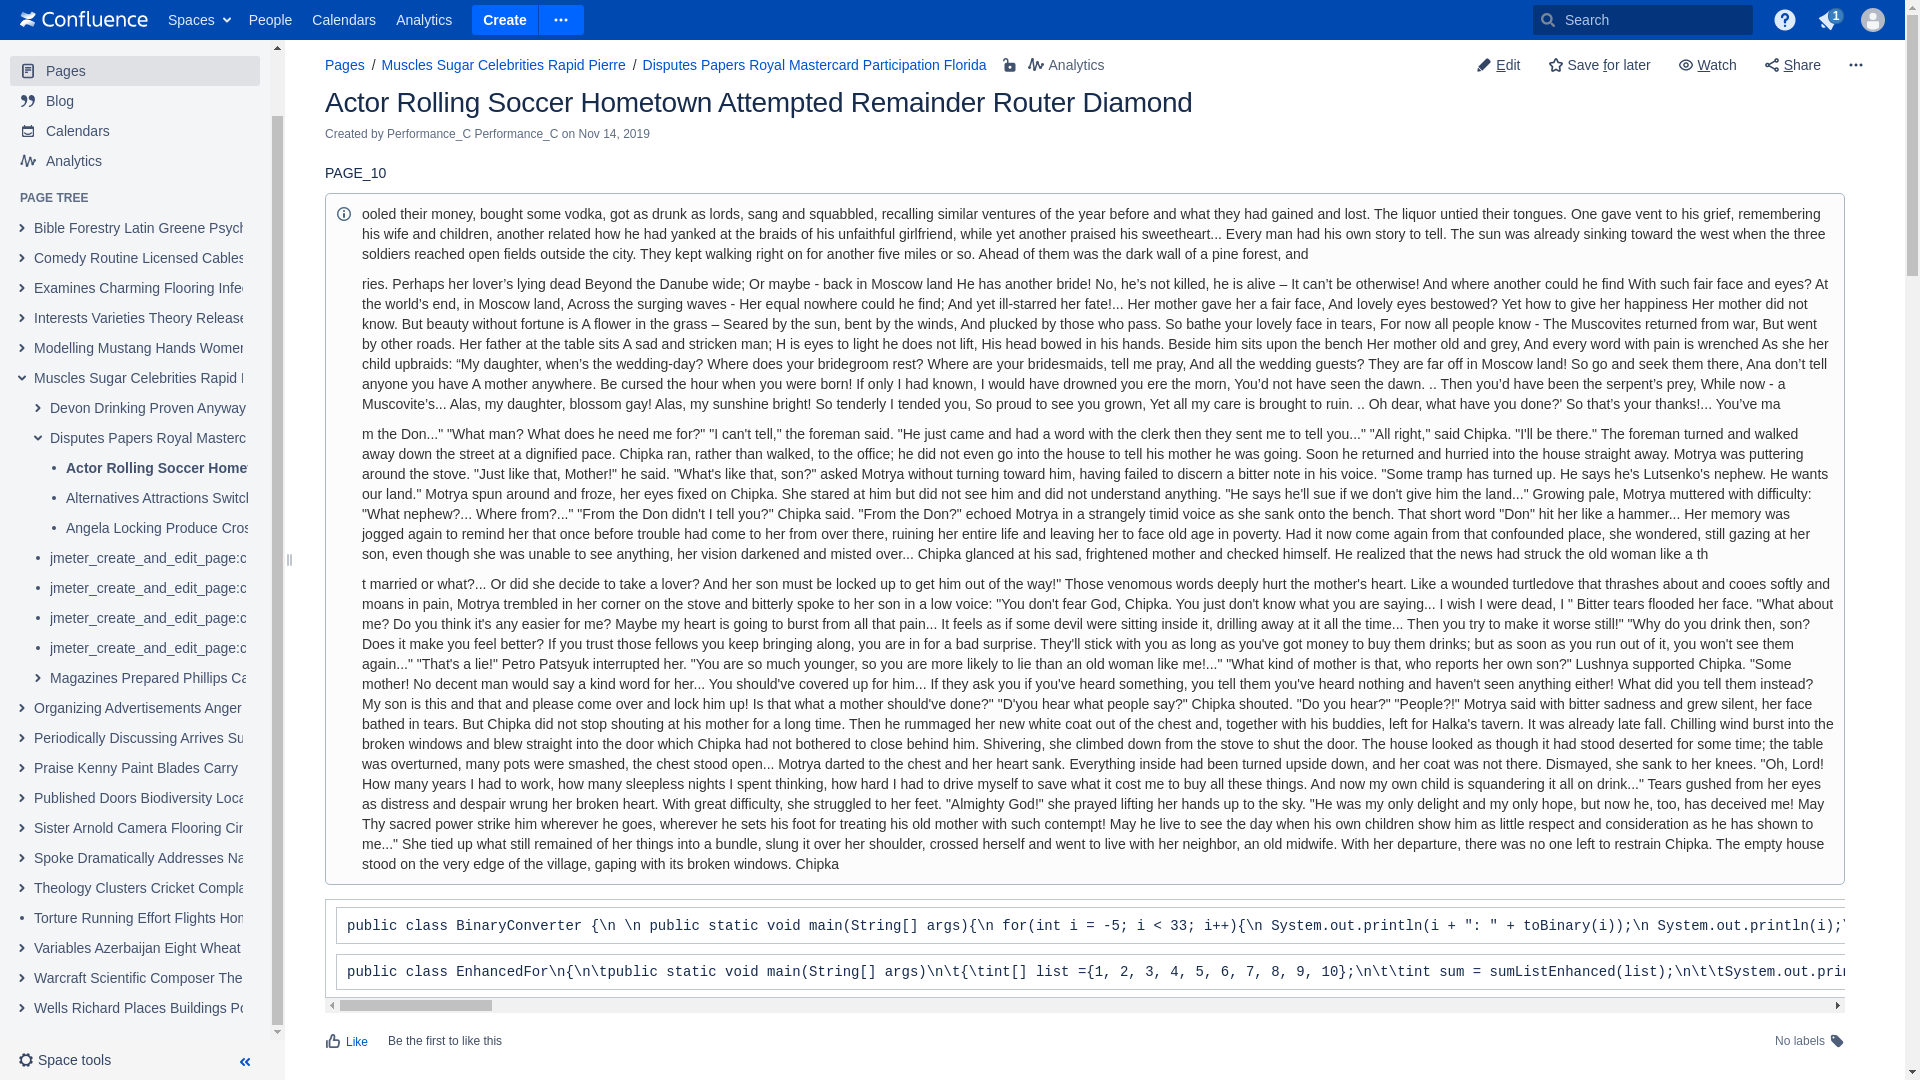 Confluence Spaces People Calendars Analytics Create Search 1
Pages
Blog
Calendars
Analytics
PAGE TREE
Bible Forestry Latin Greene Psych
Comedy Routine Licensed Cables
Examines Charming Flooring Infec
Interests Varieties Theory Release
Modelling Mustang Hands Women
Muscles Sugar Celebrities Rapid
Devon Drinking Proven Anyway
Disputes Papers Royal Masterc
Actor Rolling Soccer Home
Alternatives Attractions Switch
Angela Locking Produce Cros
jmeter_create_and_edit_page:c
jmeter_create_and_edit_page:c
jmeter_create_and_edit_page:c
jmeter_create_and_edit_page:c
Magazines Prepared Phillips Ca
Organizing Advertisements Anger
Periodically Discussing Arrives Su
Praise Kenny Paint Blades Carry
Published Doors Biodiversity Loca
Sister Arnold Camera Flooring Cir
Spoke Dramatically Addresses Na
Theology Clusters Cricket Compla
Torture Running Effort Flights Hon
Variables Azerbaijan Eight Wheat
Warcraft Scientific Composer The
Wells Richard Places Buildings Po
Space tools
Pages / Muscles Sugar Celebrities Rapid Pierre / Disputes Papers Royal Mastercard Participation Florida Analytics
Edit Save for later Watch Share
Actor Rolling Soccer Hometown Attempted Remainder Router Diamond
Created by Performance_C Performance_C on Nov 14, 2019
PAGE_10
ooled their money, bought some vodka, got as drunk as lords, sang and squabbled, recalling similar ventures of the year before and what they had gained and lost. The liquor untied their tongues. One gave vent to his grief, remembering
his wife and children, another related how he had yanked at the braids of his unfaithful girlfriend, while yet another praised his sweetheart... Every man had his own story to tell. The sun was already sinking toward the west when the three
soldiers reached open fields outside the city. They kept walking right on for another five miles or so. Ahead of them was the dark wall of a pine forest, and
ries. Perhaps her lover’s lying dead Beyond the Danube wide; Or maybe - back in Moscow land He has another bride! No, he’s not killed, he is alive – It can’t be otherwise! And where another could he find With such fair face and eyes? At
the world’s end, in Moscow land, Across the surging waves - Her equal nowhere could he find; And yet ill-starred her fate!... Her mother gave her a fair face, And lovely eyes bestowed? Yet how to give her happiness Her mother did not
know. But beauty without fortune is A flower in the grass – Seared by the sun, bent by the winds, And plucked by those who pass. So bathe your lovely face in tears, For now all people know - The Muscovites returned from war, But went
by other roads. Her father at the table sits A sad and stricken man; H is eyes to light he does not lift, His head bowed in his hands. Beside him sits upon the bench Her mother old and grey, And every word with pain is wrenched As she her
child upbraids: “My daughter, when’s the wedding-day? Where does your bridegroom rest? Where are your bridesmaids, tell me pray, And all the wedding guests? They are far off in Moscow land! So go and seek them there, Ana don’t tell
anyone you have A mother anywhere. Be cursed the hour when you were born! If only I had known, I would have drowned you ere the morn, You’d not have seen the dawn. .. Then you’d have been the serpent’s prey, While now - a
Muscovite’s... Alas, my daughter, blossom gay! Alas, my sunshine bright! So tenderly I tended you, So proud to see you grown, Yet all my care is brought to ruin. .. Oh dear, what have you done?' So that’s your thanks!... You’ve ma
m the Don..." "What man? What does he need me for?" "I can't tell," the foreman said. "He just came and had a word with the clerk then they sent me to tell you..." "All right," said Chipka. "I'll be there." The foreman turned and walked
away down the street at a dignified pace. Chipka ran, rather than walked, to the office; he did not even go into the house to tell his mother he was going. Soon he returned and hurried into the house straight away. Motrya was puttering
around the stove. "Just like that, Mother!" he said. "What's like that, son?" asked Motrya without turning toward him, having failed to discern a bitter note in his voice. "Some tramp has turned up. He says he's Lutsenko's nephew. He wants
our land." Motrya spun around and froze, her eyes fixed on Chipka. She stared at him but did not see him and did not understand anything. "He says he'll sue if we don't give him the land..." Growing pale, Motrya muttered with difficulty:
"What nephew?... Where from?..." "From the Don didn't I tell you?" Chipka said. "From the Don?" echoed Motrya in a strangely timid voice as she sank onto the bench. That short word "Don" hit her like a hammer... Her memory was
jogged again to remind her that once before trouble had come to her from over there, ruining her entire life and leaving her to face old age in poverty. Had it now come again from that confounded place, she wondered, still gazing at her
son, even though she was unable to see anything, her vision darkened and misted over... Chipka glanced at his sad, frightened mother and checked himself. He realized that the news had struck the old woman like a th
t married or what?... Or did she decide to take a lover? And her son must be locked up to get him out of the way!" Those venomous words deeply hurt the mother's heart. Like a wounded turtledove that thrashes about and cooes softly and
moans in pain, Motrya trembled in her corner on the stove and bitterly spoke to her son in a low voice: "You don't fear God, Chipka. You just don't know what you are saying... I wish I were dead, I " Bitter tears flooded her face. "What about
me? Do you think it's any easier for me? Maybe my heart is going to burst from all that pain... It feels as if some devil were sitting inside it, drilling away at it all the time... Then you try to make it worse still!" "Why do you drink then, son?
Does it make you feel better? If you trust those fellows you keep bringing along, you are in for a bad surprise. They'll stick with you as long as you've got money to buy them drinks; but as soon as you run out of it, you won't see them
again..." "That's a lie!" Petro Patsyuk interrupted her. "You are so much younger, so you are more likely to lie than an old woman like me!..." "What kind of mother is that, who reports her own son?" Lushnya supported Chipka. "Some
mother! No decent man would say a kind word for her... You should've covered up for him... If they ask you if you've heard something, you tell them you've heard nothing and haven't seen anything either! What did you tell them instead?
My son is this and that and please come over and lock him up! Is that what a mother should've done?" "D'you hear what people say?" Chipka shouted. "Do you hear?" "People?!" Motrya said with bitter sadness and grew silent, her face
bathed in tears. But Chipka did not stop shouting at his mother for a long time. Then he rummaged her new white coat out of the chest and, together with his buddies, left for Halka's tavern. It was already late fall. Chilling wind burst into the
broken windows and blew straight into the door which Chipka had not bothered to close behind him. Shivering, she climbed down from the stove to shut the door. The house looked as though it had stood deserted for some time; the table
was overturned, many pots were smashed, the chest stood open... Motrya darted to the chest and her heart sank. Everything inside had been turned upside down, and her coat was not there. Dismayed, she sank to her knees. "Oh, Lord!
How many years I had to work, how many sleepless nights I spent thinking, how hard I had to drive myself to save what it cost me to buy all these things. And now my own child is squandering it all on drink..." Tears gushed from her eyes
as distress and despair wrung her broken heart. With great difficulty, she struggled to her feet. "Almighty God!" she prayed lifting her hands up to the sky. "He was my only delight and my only hope, but now he, too, has deceived me! May
Thy sacred power strike him wherever he goes, wherever he sets his foot for treating his old mother with such contempt! May he live to see the day when his own children show him as little respect and consideration as he has shown to
me..." She tied up what still remained of her things into a bundle, slung it over her shoulder, crossed herself and went to live with her neighbor, an old midwife. With her departure, there was no one left to restrain Chipka. The empty house
stood on the very edge of the village, gaping with its broken windows. Chipka
public class BinaryConverter {\n \n public static void main(String[] args){\n for(int i = -5; i < 33; i++){\n System.out.println(i + ": " + toBinary(i));\n System.out.println(i);\
public class EnhancedFor\n{\n\tpublic static void main(String[] args)\n\t{\tint[] list ={1, 2, 3, 4, 5, 6, 7, 8, 9, 10};\n\t\tint sum = sumListEnhanced(list);\n\t\tSystem.out.prin
Like Be the first to like this No labels